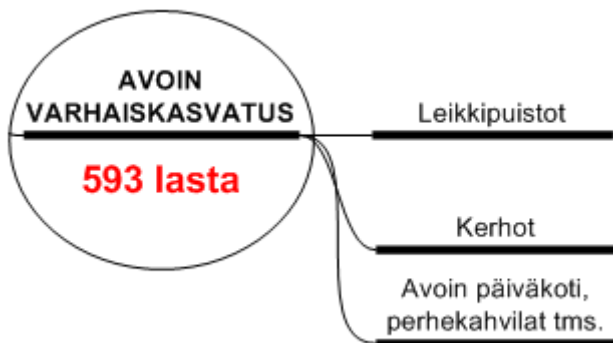 AVOIN
VARHAISKASVATUS
593 lasta
Leikkipuistot
Kerhot
Avoin päiväkoti,
perhekahvilat tms.